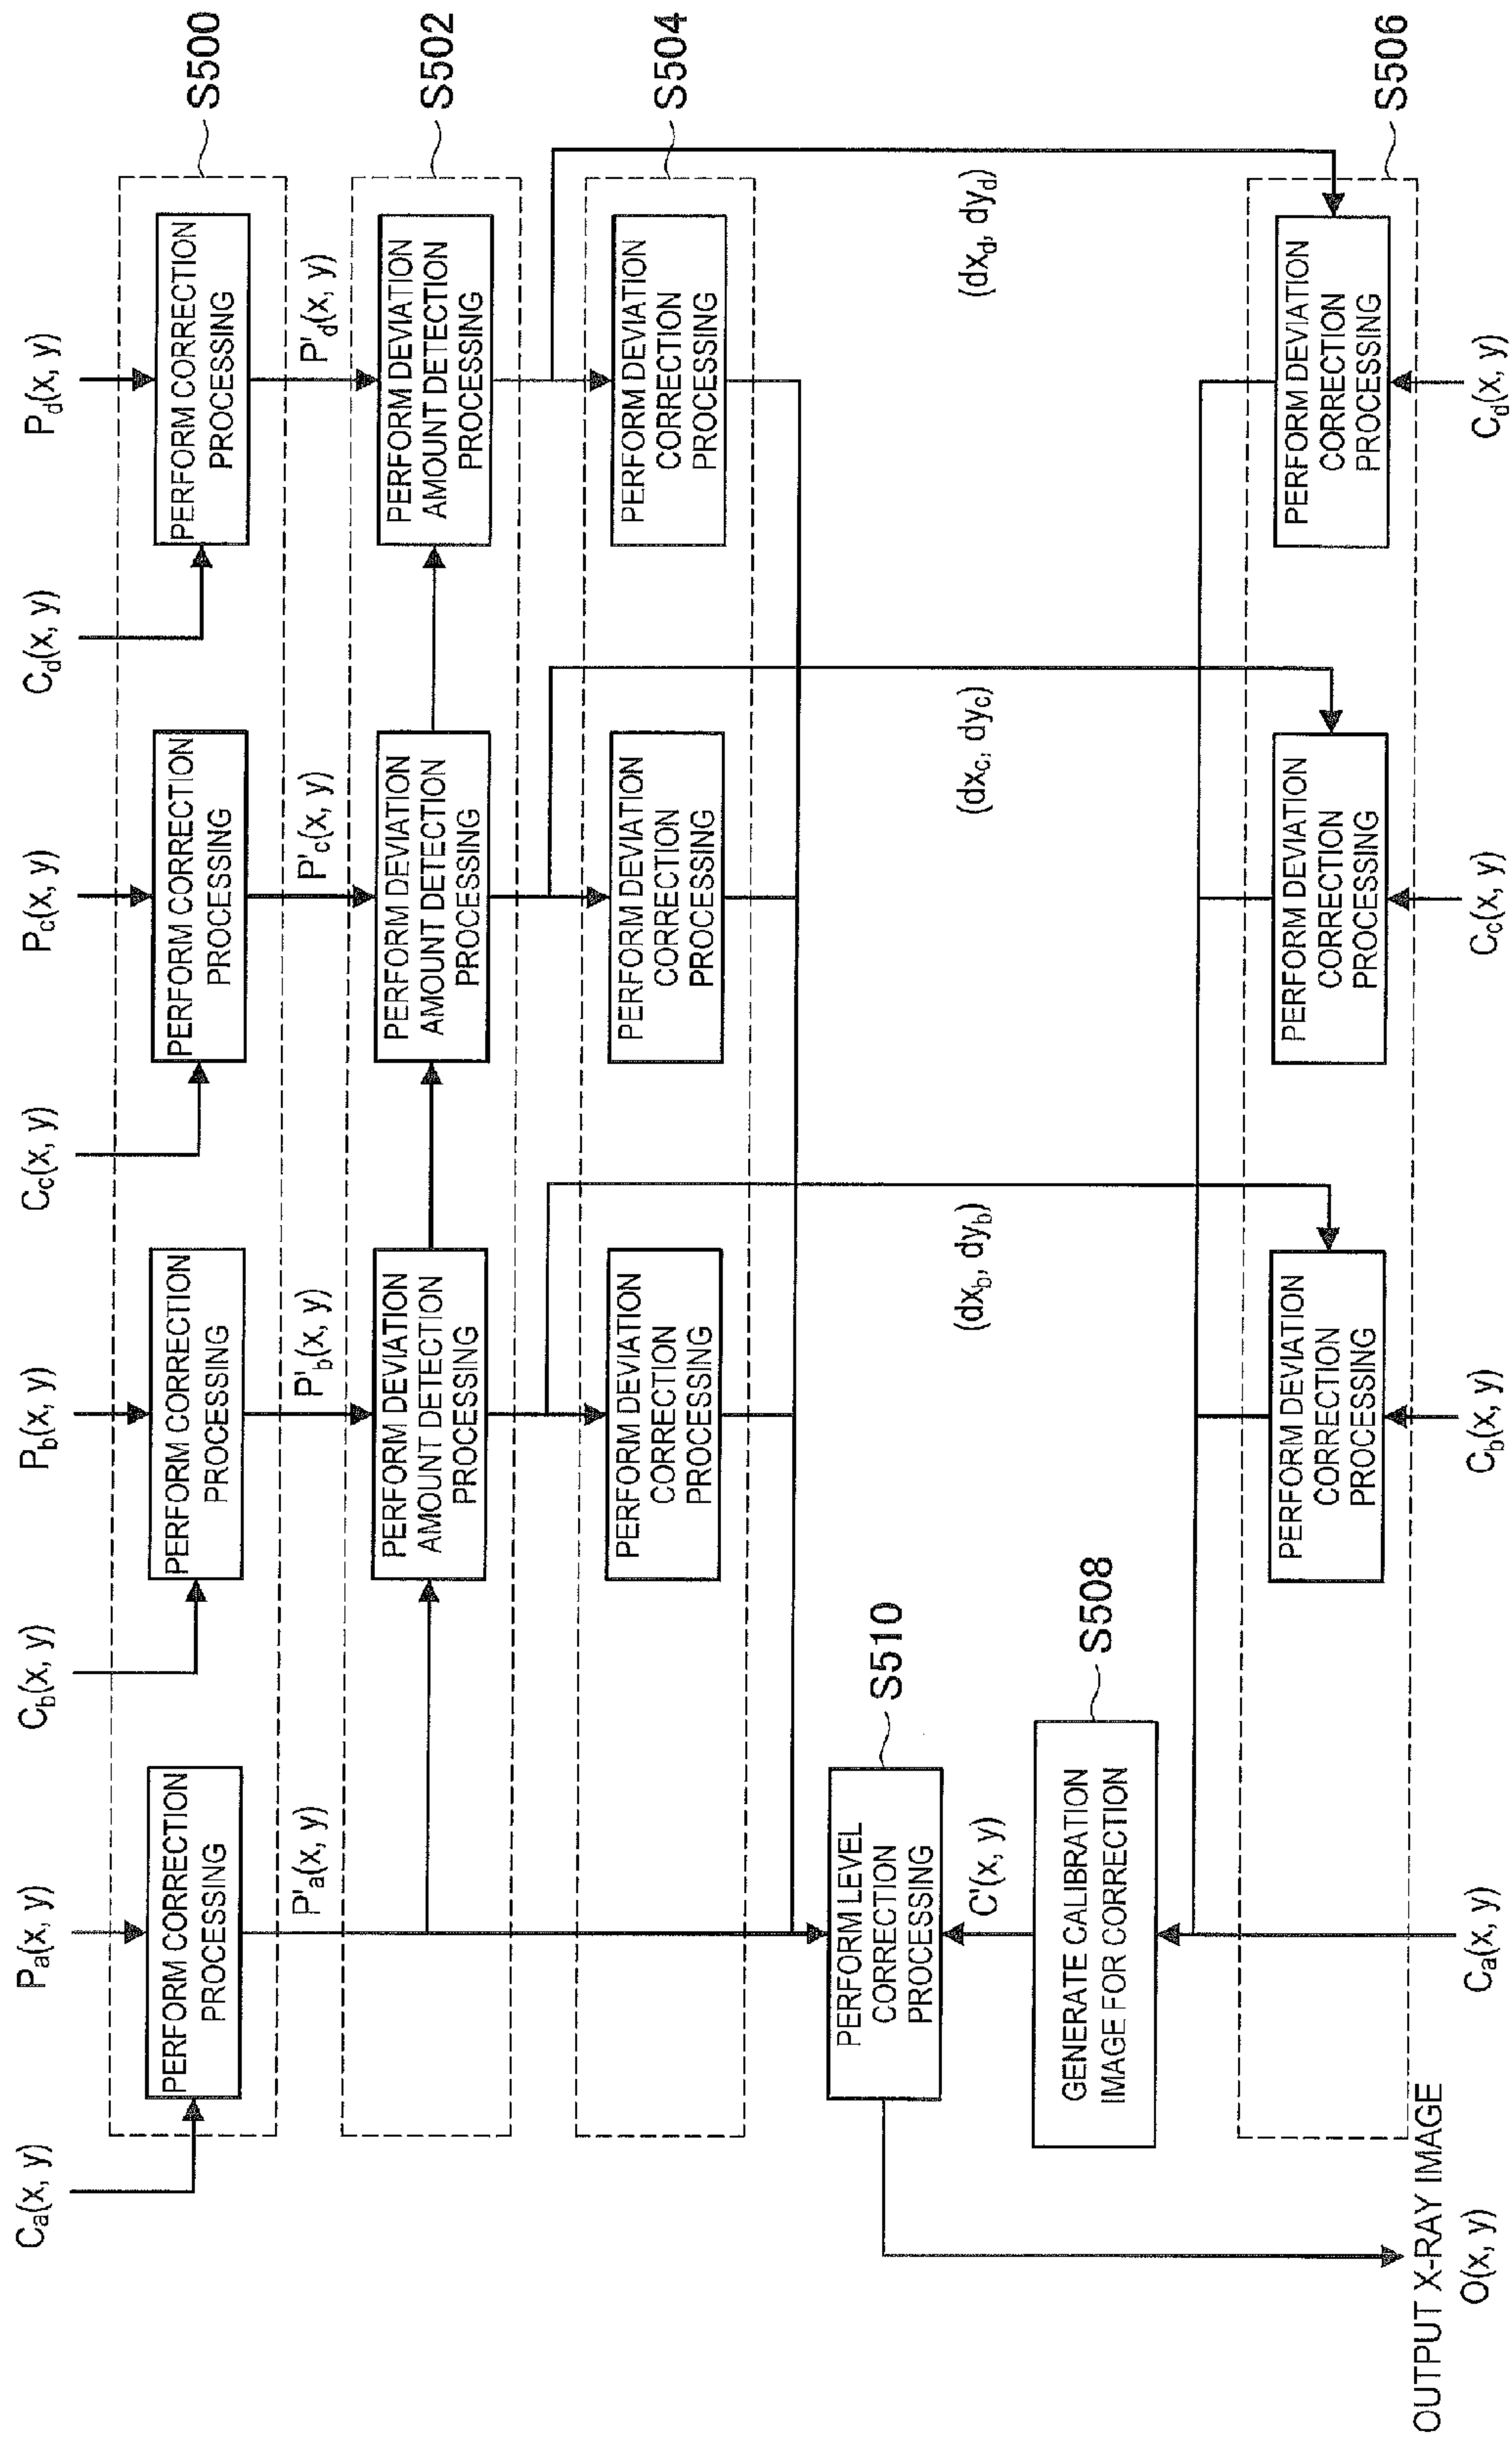 Ca(x, y)
Pa(x, y)
Cb(x, y)
Pb(x, y)
Cc(x, y)
Pc(x, y)
Cd(x, y)
Pd(x, y)
PERFORM CORRECTION
PROCESSING
PERFORM CORRECTION
PROCESSING
PERFORM CORRECTION
PROCESSING
PERFORM CORRECTION
PROCESSING
S500
P'a(x, y)
P'b(x, y)
P'c(x, y)
P'd(x, y)
PERFORM DEVIATION
AMOUNT DETECTION
PROCESSING
PERFORM DEVIATION
AMOUNT DETECTION
PROCESSING
PERFORM DEVIATION
AMOUNT DETECTION
PROCESSING
S502
PERFORM DEVIATION
CORRECTION
PROCESSING
PERFORM DEVIATION
CORRECTION
PROCESSING
PERFORM DEVIATION
CORRECTION
PROCESSING
S504
PERFORM LEVEL
CORRECTION
PROCESSING
S510
C'(x, y)
(dxb, dyb)
(dxc, dyc)
(dxd, dyd)
GENERATE CALIBRATION
IMAGE FOR CORRECTION
S508
PERFORM DEVIATION
CORRECTION
PROCESSING
PERFORM DEVIATION
CORRECTION
PROCESSING
PERFORM DEVIATION
CORRECTION
PROCESSING
S506
OUTPUT X-RAY IMAGE
O(x, y)
Ca(x, y)
Cb(x, y)
Cc(x, y)
Cd(x, y)